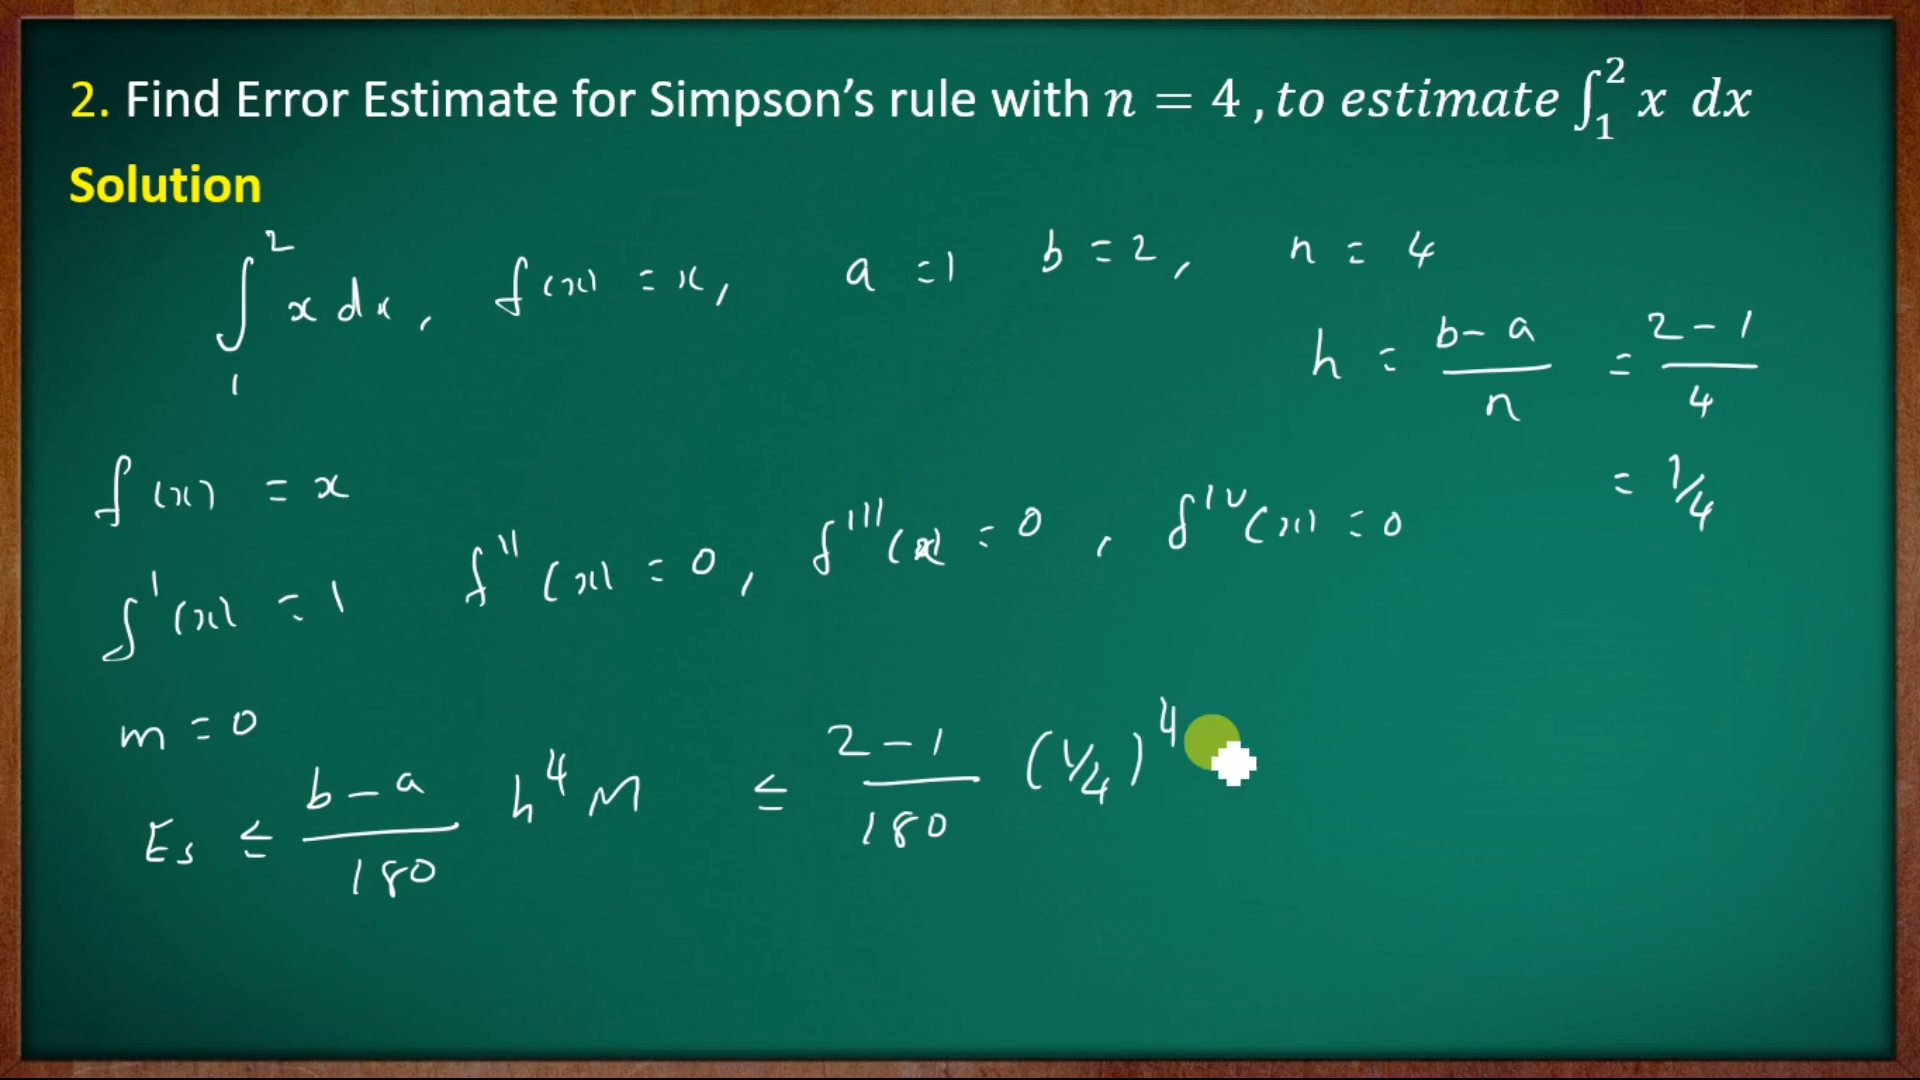 2. Find Error Estimate for Simpson's rule with n = 4 , to estimate ∫₁² x dx
Solution
∫₁² x dx, f(x) = x, a = 1 b = 2, n = 4
h = (b - a)/n = (2 - 1)/4
= 1/4
f(x) = x
f'(x) = 1 f''(x) = 0, f'''(x) = 0, f^IV(x) = 0
m = 0
Es ≤ (b - a)/180 h⁴ M ≤ (2 - 1)/180 (1/4)⁴